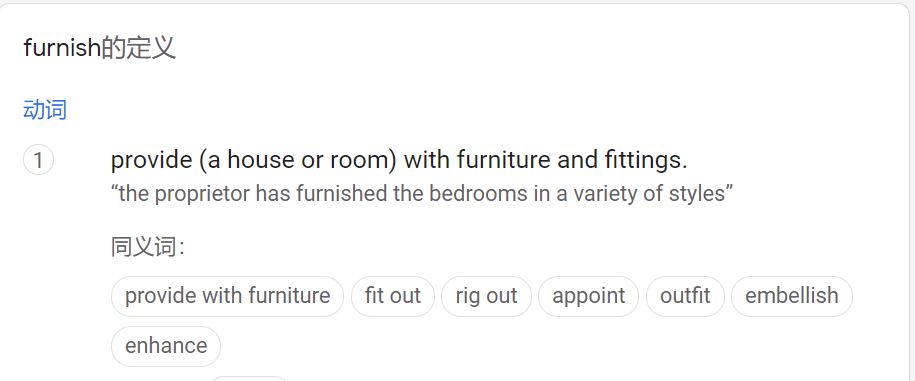 furnish的定义
动词
1 provide (a house or room) with furniture and fittings.
“the proprietor has furnished the bedrooms in a variety of styles”
同义词：
provide with furniture fit out rig out appoint outfit embellish
enhance